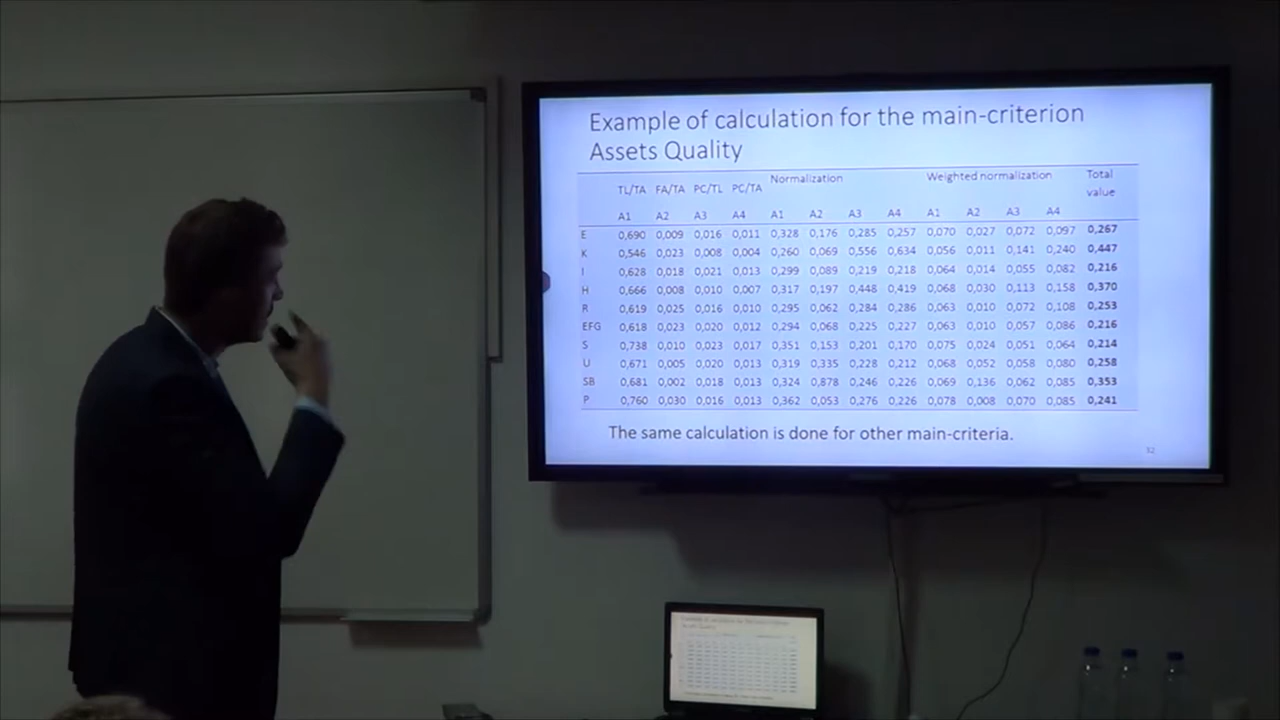 Example of calculation for the main-criterion
Assets Quality
TL/TA FA/TA PC/TL PC/TA Normalization Weighted normalization Total value
A1 A2 A3 A4 A1 A2 A3 A4 A1 A2 A3 A4
E 0,690 0,009 0,016 0,011 0,328 0,176 0,285 0,257 0,070 0,027 0,072 0,097 0,267
K 0,546 0,023 0,008 0,004 0,260 0,069 0,556 0,634 0,056 0,011 0,141 0,240 0,447
I 0,628 0,018 0,021 0,013 0,299 0,089 0,219 0,218 0,064 0,014 0,055 0,082 0,216
H 0,666 0,008 0,010 0,007 0,317 0,197 0,448 0,419 0,068 0,030 0,113 0,158 0,370
R 0,619 0,025 0,016 0,010 0,295 0,062 0,284 0,286 0,063 0,010 0,072 0,108 0,253
EFG 0,618 0,023 0,020 0,012 0,294 0,068 0,225 0,227 0,063 0,010 0,057 0,086 0,216
S 0,738 0,010 0,023 0,017 0,351 0,153 0,201 0,170 0,075 0,024 0,051 0,064 0,214
U 0,671 0,005 0,020 0,013 0,319 0,335 0,228 0,212 0,068 0,052 0,058 0,080 0,258
SB 0,681 0,002 0,018 0,013 0,324 0,878 0,246 0,226 0,069 0,136 0,062 0,085 0,353
P 0,760 0,030 0,016 0,013 0,362 0,053 0,276 0,226 0,078 0,008 0,070 0,085 0,241
The same calculation is done for other main-criteria.
32